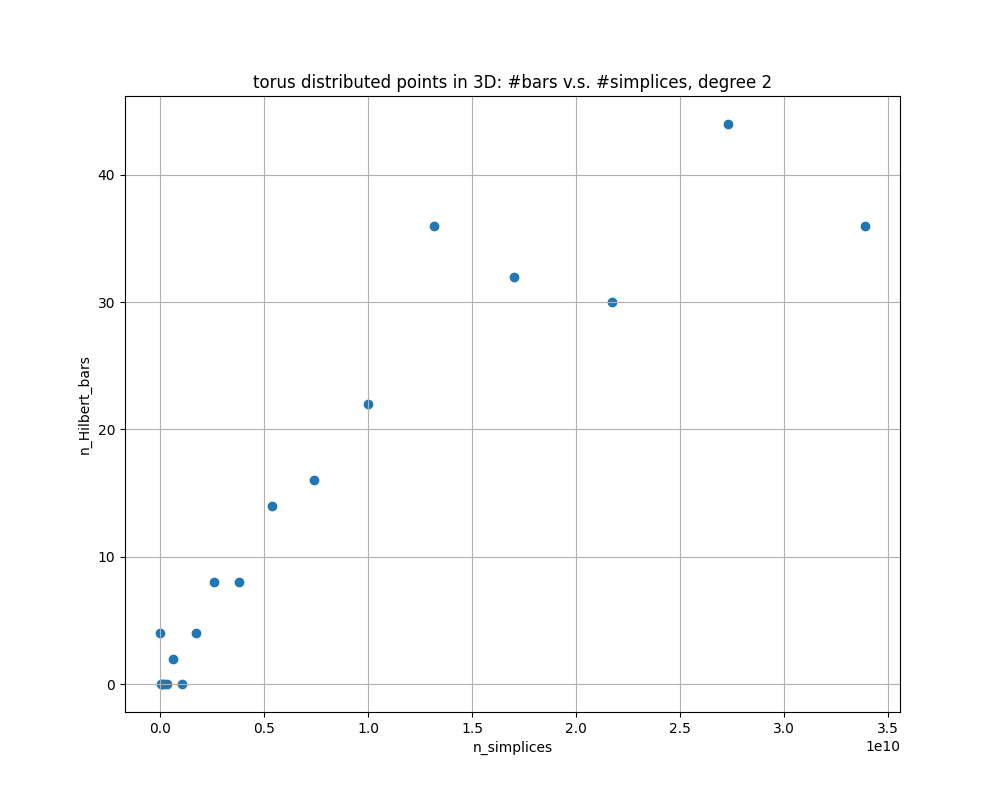 torus distributed points in 3D: #bars v.s. #simplices, degree 2
n_Hilbert_bars
40
30
20
10
0
0.0 0.5 1.0 1.5 2.0 2.5 3.0 3.5
1e10
n_simplices